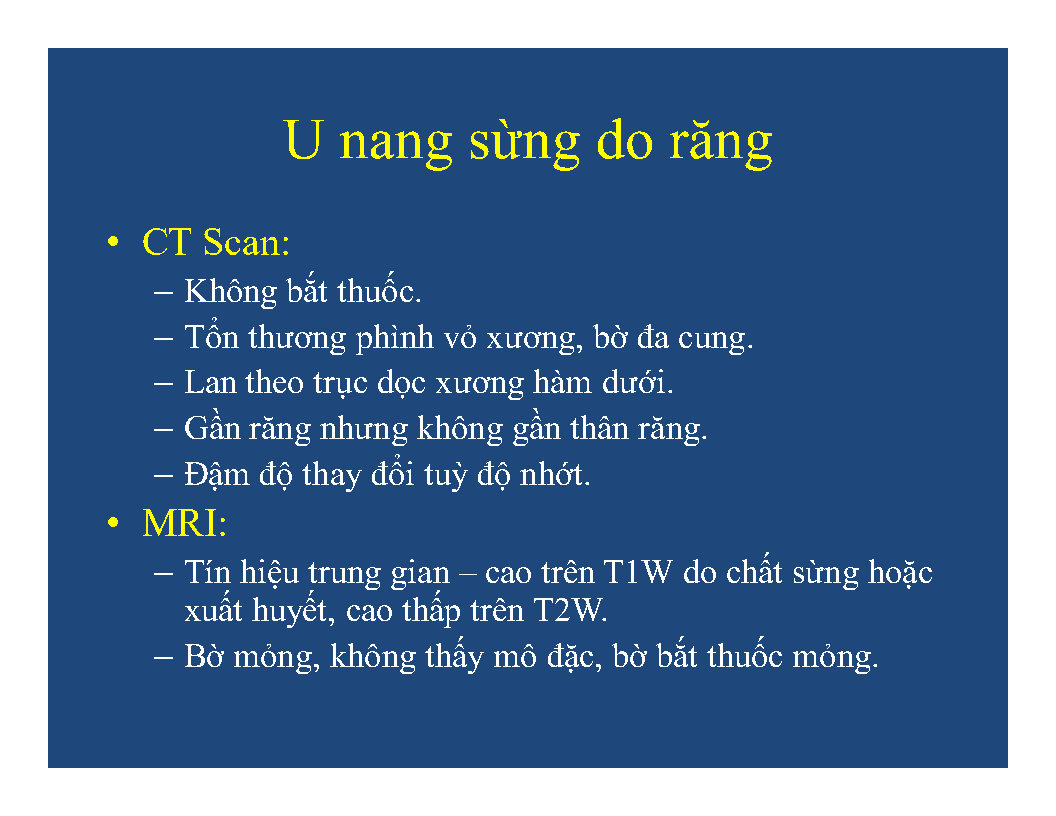 U nang sừng do răng
• CT Scan:
– Không bắt thuốc.
– Tổn thương phình vỏ xương, bờ đa cung.
– Lan theo trục dọc xương hàm dưới.
– Gần răng nhưng không gần thân răng.
– Đậm độ thay đổi tuỳ độ nhớt.
• MRI:
– Tín hiệu trung gian – cao trên T1W do chất sừng hoặc
xuất huyết, cao thấp trên T2W.
– Bờ mỏng, không thấy mô đặc, bờ bắt thuốc mỏng.